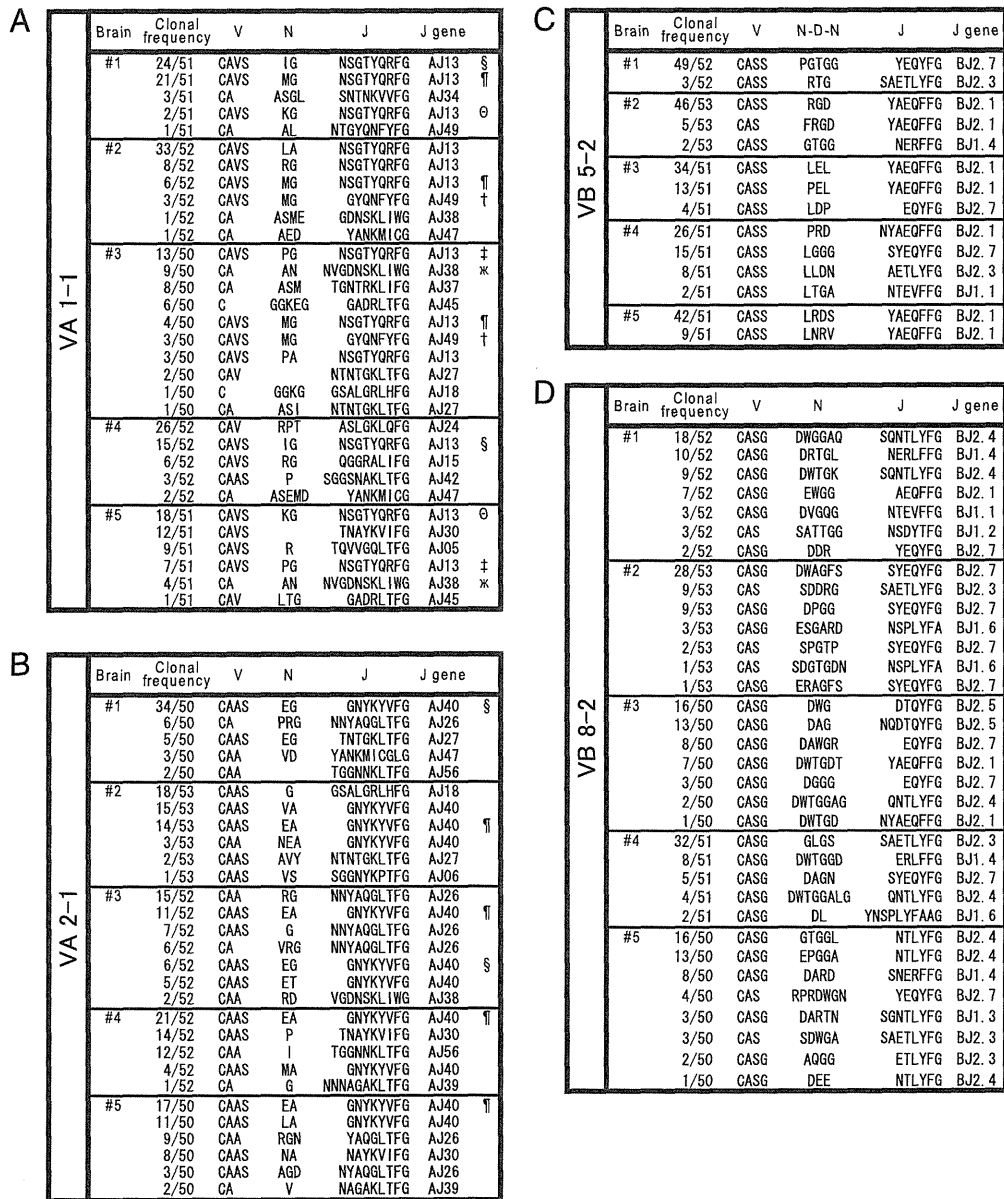 A
VA 1-1
Brain Clonal frequency V N J J gene
#1 24/51 CAVS IG NSGTYQRFG AJ13 §
21/51 CAVS MG NSGTYQRFG AJ13 ¶
3/51 CA ASGL SNTNKVVFG AJ34
2/51 CAVS KG NSGTYQRFG AJ13 Θ
1/51 CA AL NTGYQNFYFG AJ49
#2 33/52 CAVS LA NSGTYQRFG AJ13
8/52 CAVS RG NSGTYQRFG AJ13
6/52 CAVS MG NSGTYQRFG AJ13 ¶
3/52 CAVS MG GYQNFYFG AJ49 †
1/52 CA ASME GDNSKLIWG AJ38
1/52 CA AED YANKMICG AJ47
#3 13/50 CAVS PG NSGTYQRFG AJ13 ‡
9/50 CA AN NVGDNSKLIWG AJ38 ж
8/50 CA ASM TGNTRKLIFG AJ37
6/50 C GGKEG GADRLTFG AJ45
4/50 CAVS MG NSGTYQRFG AJ13 ¶
3/50 CAVS MG GYQNFYFG AJ49 †
3/50 CAVS PA NSGTYQRFG AJ13
2/50 CAV NTNTGKLTFG AJ27
1/50 C GGKG GSALGRLHFG AJ18
1/50 CA ASI NTNTGKLTFG AJ27
#4 26/52 CAV RPT ASLGKLQFG AJ24
15/52 CAVS IG NSGTYQRFG AJ13 §
6/52 CAVS RG QGGRALIFG AJ15
3/52 CAAS P SGGSNAKLTFG AJ42
2/52 CA ASEMD YANKMICG AJ47
#5 18/51 CAVS KG NSGTYQRFG AJ13 Θ
12/51 CAVS TNAYKVIFG AJ30
9/51 CAVS R TQVVGQLTFG AJ05
7/51 CAVS PG NSGTYQRFG AJ13 ‡
4/51 CA AN NVGDNSKLIWG AJ38 ж
1/51 CAV LTG GADRLTFG AJ45
B
VA 2-1
Brain Clonal frequency V N J J gene
#1 34/50 CAAS EG GNYKYVFG AJ40 §
6/50 CA PRG NNYAQGLTFG AJ26
5/50 CAAS EG TNTGKLTFG AJ27
3/50 CAA VD YANKMICGLG AJ47
2/50 CAA TGGNNKLTFG AJ56
#2 18/53 CAAS G GSALGRLHFG AJ18
15/53 CAAS VA GNYKYVFG AJ40
14/53 CAAS EA GNYKYVFG AJ40 ¶
3/53 CAA NEA GNYKYVFG AJ40
2/53 CAAS AVY NTNTGKLTFG AJ27
1/53 CAAS VS SGGNYKPTFG AJ06
#3 15/52 CAA RG NNYAQGLTFG AJ26
11/52 CAAS EA GNYKYVFG AJ40 ¶
7/52 CAAS G NNYAQGLTFG AJ26
6/52 CA VRG NNYAQGLTFG AJ26
6/52 CAAS EG GNYKYVFG AJ40 §
5/52 CAAS ET GNYKYVFG AJ40
2/52 CAA RD VGDNSKLIWG AJ38
#4 21/52 CAAS EA GNYKYVFG AJ40 ¶
14/52 CAAS P TNAYKVIFG AJ30
12/52 CAA I TGGNNKLTFG AJ56
4/52 CAAS MA GNYKYVFG AJ40
1/52 CA G NNNAGAKLTFG AJ39
#5 17/50 CAAS EA GNYKYVFG AJ40 ¶
11/50 CAAS LA GNYKYVFG AJ40
9/50 CAA RGN YAQGLTFG AJ26
8/50 CAAS NA NAYKVIFG AJ30
3/50 CAAS AGD NYAQGLTFG AJ26
2/50 CA V NAGAKLTFG AJ39
C
VB 5-2
Brain Clonal frequency V N-D-N J J gene
#1 49/52 CASS PGTGG YEQYFG BJ2.7
3/52 CASS RTG SAETLYFG BJ2.3
#2 46/53 CASS RGD YAEQFFG BJ2.1
5/53 CAS FRGD YAEQFFG BJ2.1
2/53 CASS GTGG NERFFG BJ1.4
#3 34/51 CASS LEL YAEQFFG BJ2.1
13/51 CASS PEL YAEQFFG BJ2.1
4/51 CASS LDP EQYFG BJ2.7
#4 26/51 CASS PRD NYAEQFFG BJ2.1
15/51 CASS LGGG SYEQYFG BJ2.7
8/51 CASS LLDN AETLYFG BJ2.3
2/51 CASS LTGA NTEVFFG BJ1.1
#5 42/51 CASS LRDS YAEQFFG BJ2.1
9/51 CASS LNRV YAEQFFG BJ2.1
D
VB 8-2
Brain Clonal frequency V N J J gene
#1 18/52 CASG DWGGAQ SQNTLYFG BJ2.4
10/52 CASG DRTGL NERLFFG BJ1.4
9/52 CASG DWTGK SQNTLYFG BJ2.4
7/52 CASG EWGG AEQFFG BJ2.1
3/52 CASG DVGQG NTEVFFG BJ1.1
3/52 CAS SATTGG NSDYTFG BJ1.2
2/52 CASG DDR YEQYFG BJ2.7
#2 28/53 CASG DWAGFS SYEQYFG BJ2.7
9/53 CAS SDDRG SAETLYFG BJ2.3
9/53 CASG DPGG SYEQYFG BJ2.7
3/53 CASG ESGARD NSPLYFA BJ1.6
2/53 CAS SPGTP SYEQYFG BJ2.7
1/53 CAS SDGTGDN NSPLYFA BJ1.6
1/53 CASG ERAGFS SYEQYFG BJ2.7
#3 16/50 CASG DWG DTQYFG BJ2.5
13/50 CASG DAG NQDTQYFG BJ2.5
8/50 CASG DAWGR EQYFG BJ2.7
7/50 CASG DWTGDT YAEQFFG BJ2.1
3/50 CASG DGGG EQYFG BJ2.7
2/50 CASG DWTGGAG QNTLYFG BJ2.4
1/50 CASG DWTGD NYAEQFFG BJ2.1
#4 32/51 CASG GLGS SAETLYFG BJ2.3
8/51 CASG DWTGGD ERLFFG BJ1.4
5/51 CASG DAGN SYEQYFG BJ2.7
4/51 CASG DWTGGALG QNTLYFG BJ2.4
2/51 CASG DL YNSPLYFAAG BJ1.6
#5 16/50 CASG GTGGL NTLYFG BJ2.4
13/50 CASG EPGGA NTLYFG BJ2.4
8/50 CASG DARD SNERFFG BJ1.4
4/50 CAS RPRDWGN YEQYFG BJ2.7
3/50 CASG DARTN SGNTLYFG BJ1.3
3/50 CAS SDWGA SAETLYFG BJ2.3
2/50 CASG AQGG ETLYFG BJ2.3
1/50 CASG DEE NTLYFG BJ2.4